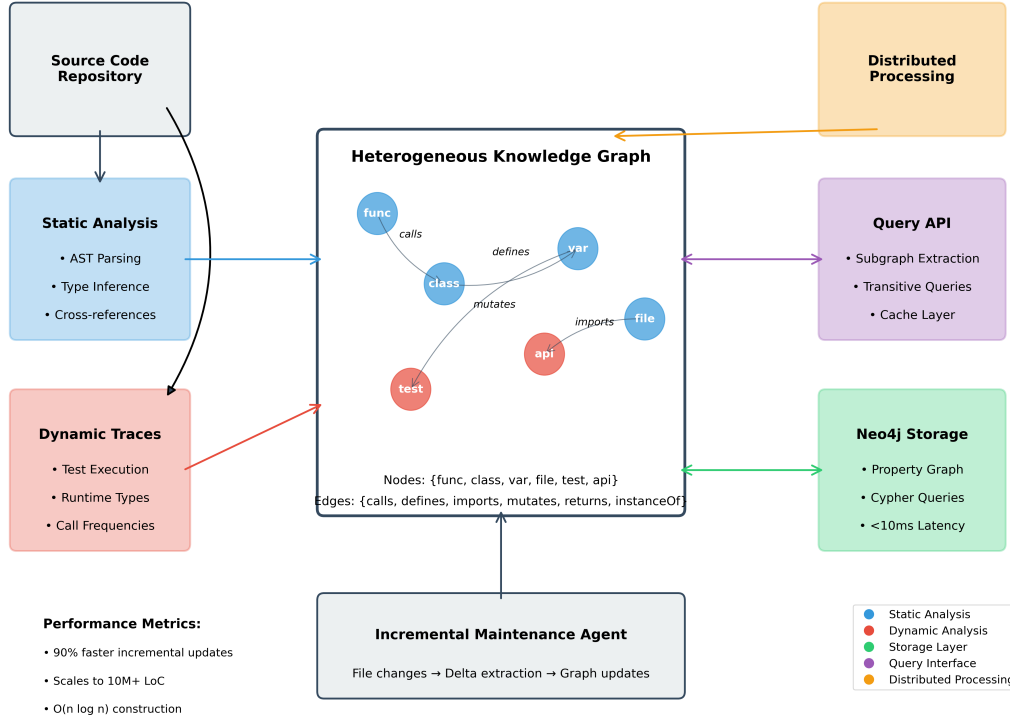 Source Code
Repository
Distributed
Processing
Heterogeneous Knowledge Graph
Static Analysis
• AST Parsing
• Type Inference
• Cross-references
func
calls
class
defines
var
mutates
imports
file
api
test
Query API
• Subgraph Extraction
• Transitive Queries
• Cache Layer
Dynamic Traces
• Test Execution
• Runtime Types
• Call Frequencies
Nodes: {func, class, var, file, test, api}
Edges: {calls, defines, imports, mutates, returns, instanceOf}
Neo4j Storage
• Property Graph
• Cypher Queries
• <10ms Latency
Performance Metrics:
• 90% faster incremental updates
• Scales to 10M+ LoC
• O(n log n) construction
Incremental Maintenance Agent
File changes → Delta extraction → Graph updates
Static Analysis
Dynamic Analysis
Storage Layer
Query Interface
Distributed Processing